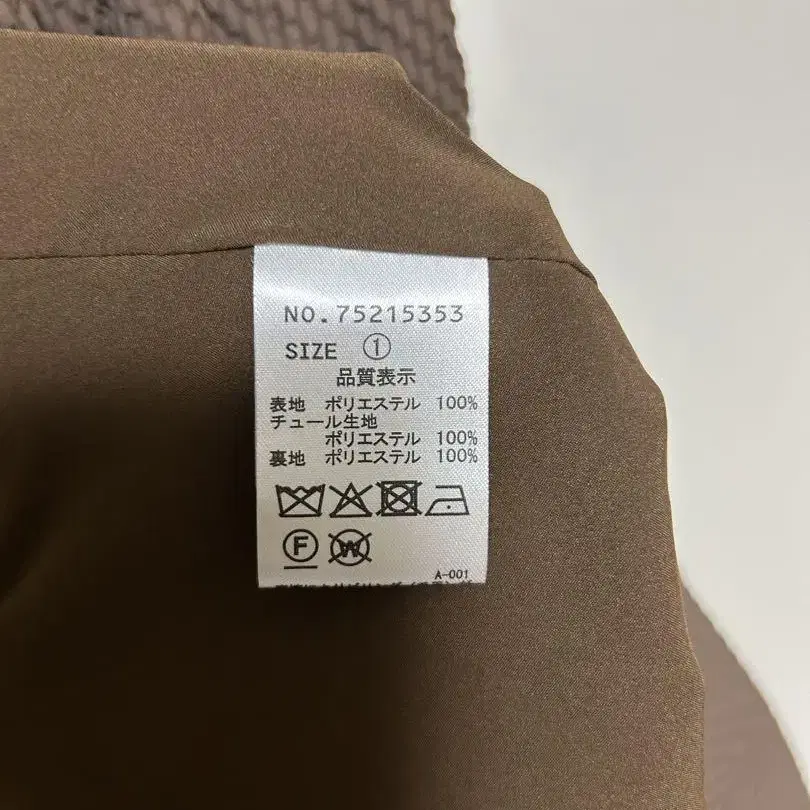 NO.75215353
SIZE ①
品質表示
表地 ポリエステル 100%
チュール生地
ポリエステル 100%
裏地 ポリエステル 100%
F W
A-001